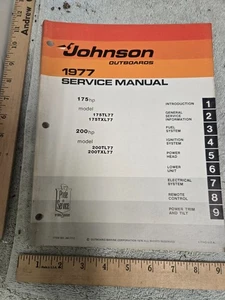 Johnson
OUTBOARDS
1977
SERVICE MANUAL
175hp
model
175TL77
175TXL77
200hp
model
200TL77
200TXL77
INTRODUCTION 1
GENERAL SERVICE INFORMATION 2
FUEL SYSTEM 3
IGNITION SYSTEM 4
POWER HEAD 5
LOWER UNIT 6
ELECTRICAL SYSTEM 7
REMOTE CONTROL 8
POWER TRIM AND TILT 9